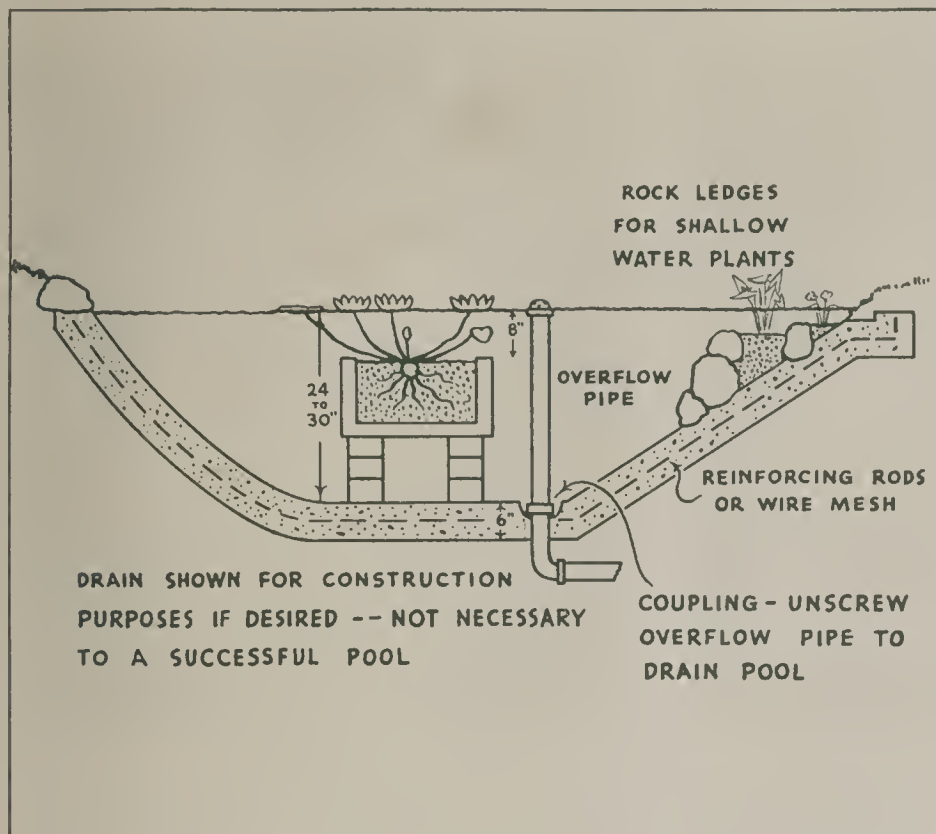 ROCK LEDGES
FOR SHALLOW
WATER PLANTS
8"
24
TO
30"
OVERFLOW
PIPE
REINFORCING RODS
OR WIRE MESH
6"
DRAIN SHOWN FOR CONSTRUCTION
PURPOSES IF DESIRED -- NOT NECESSARY
TO A SUCCESSFUL POOL
COUPLING - UNSCREW
OVERFLOW PIPE TO
DRAIN POOL